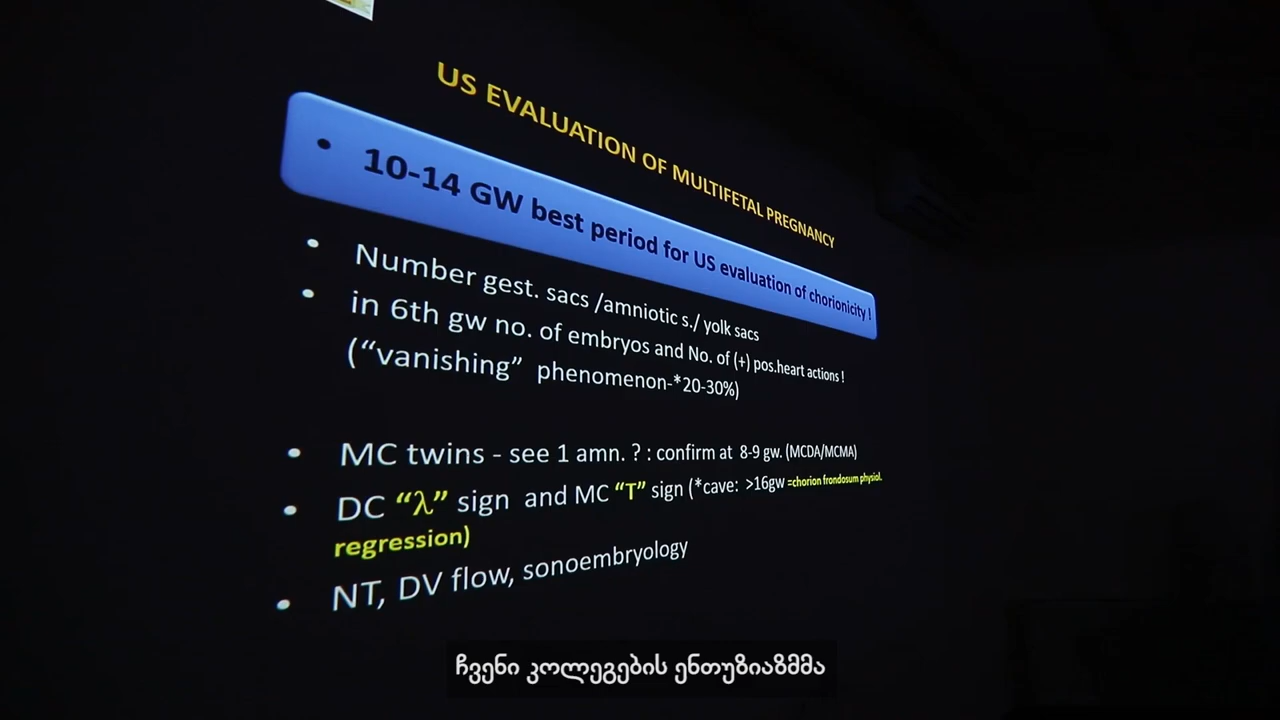 US EVALUATION OF MULTIFETAL PREGNANCY
• 10-14 GW best period for US evaluation of chorionicity !
• Number gest. sacs /amniotic s./ yolk sacs
• in 6th gw no. of embryos and No. of (+) pos.heart actions !
(“vanishing” phenomenon-*20-30%)
• MC twins - see 1 amn. ? : confirm at 8-9 gw. (MCDA/MCMA)
• DC “λ” sign and MC “T” sign (*cave: >16gw =chorion frondosum physiol.
regression)
• NT, DV flow, sonoembryology
ჩვენი კოლეგების ენთუზიაზმმა